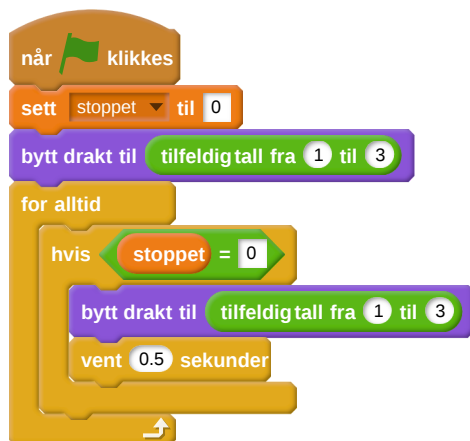 når klikkes
sett stoppet til 0
bytt drakt til tilfeldig tall fra 1 til 3
for alltid
hvis stoppet = 0
bytt drakt til tilfeldig tall fra 1 til 3
vent 0.5 sekunder